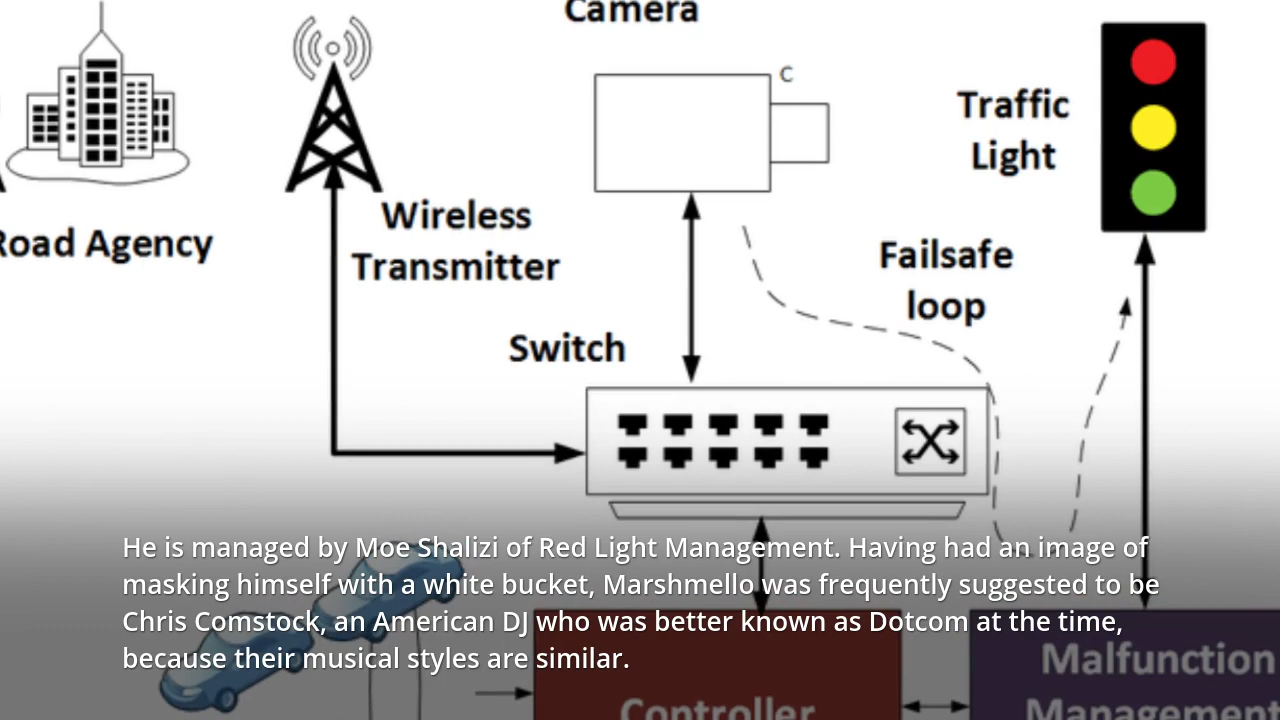 Camera
C
Traffic
Light
Wireless
Transmitter
Road Agency
Failsafe
loop
Switch
He is managed by Moe Shalizi of Red Light Management. Having had an image of
masking himself with a white bucket, Marshmello was frequently suggested to be
Chris Comstock, an American DJ who was better known as Dotcom at the time,
because their musical styles are similar.
Malfunction
Management
Controller